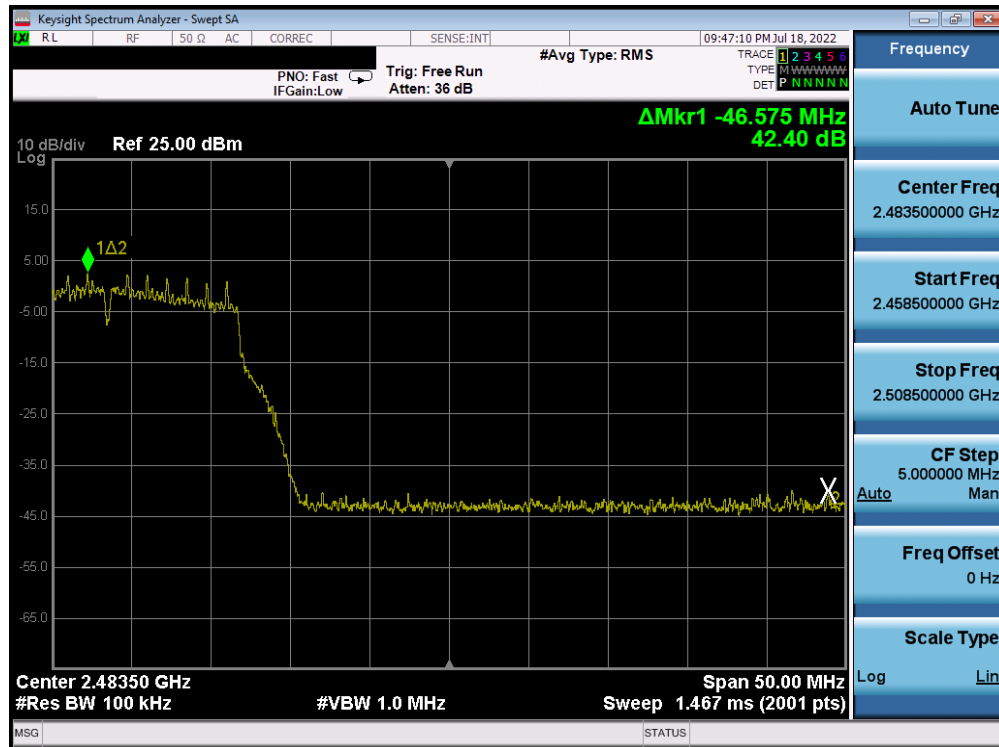 Keysight Spectrum Analyzer - Swept SA
LXI RL RF 50 Ω AC CORREC SENSE:INT 09:47:10 PM Jul 18, 2022
PNO: Fast
IFGain:Low
Trig: Free Run
Atten: 36 dB
#Avg Type: RMS
TRACE 1 2 3 4 5 6
TYPE M WWWWW
DET P N N N N N
ΔMkr1 -46.575 MHz
42.40 dB
10 dB/div Ref 25.00 dBm
Log
15.0
5.00
-5.00
-15.0
-25.0
-35.0
-45.0
-55.0
-65.0
1Δ2
Center 2.48350 GHz Span 50.00 MHz
#Res BW 100 kHz #VBW 1.0 MHz Sweep 1.467 ms (2001 pts)
MSG STATUS
Frequency
Auto Tune
Center Freq
2.483500000 GHz
Start Freq
2.458500000 GHz
Stop Freq
2.508500000 GHz
CF Step
5.000000 MHz
Auto Man
Freq Offset
0 Hz
Scale Type
Log Lin